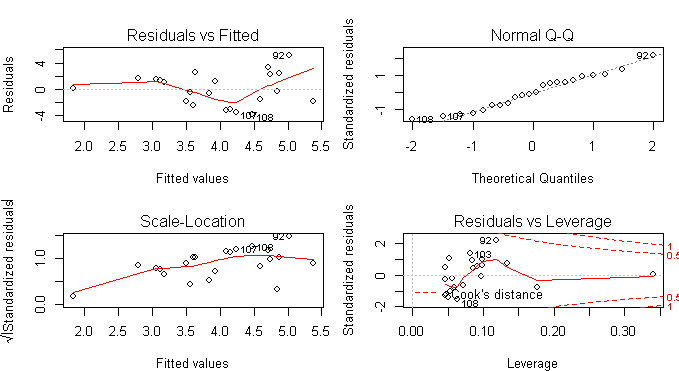 Residuals vs Fitted
Residuals
4
2
0
-4
92
107
108
2.0 2.5 3.0 3.5 4.0 4.5 5.0 5.5
Fitted values
Normal Q-Q
Standardized residuals
1
-1
92
107
108
-2 -1 0 1 2
Theoretical Quantiles
Scale-Location
√|Standardized residuals|
1.0
0.0
92
107
108
2.0 2.5 3.0 3.5 4.0 4.5 5.0 5.5
Fitted values
Residuals vs Leverage
Standardized residuals
2
0
-2
92
103
108
Cook's distance
1
0.5
0.5
1
0.00 0.10 0.20 0.30
Leverage